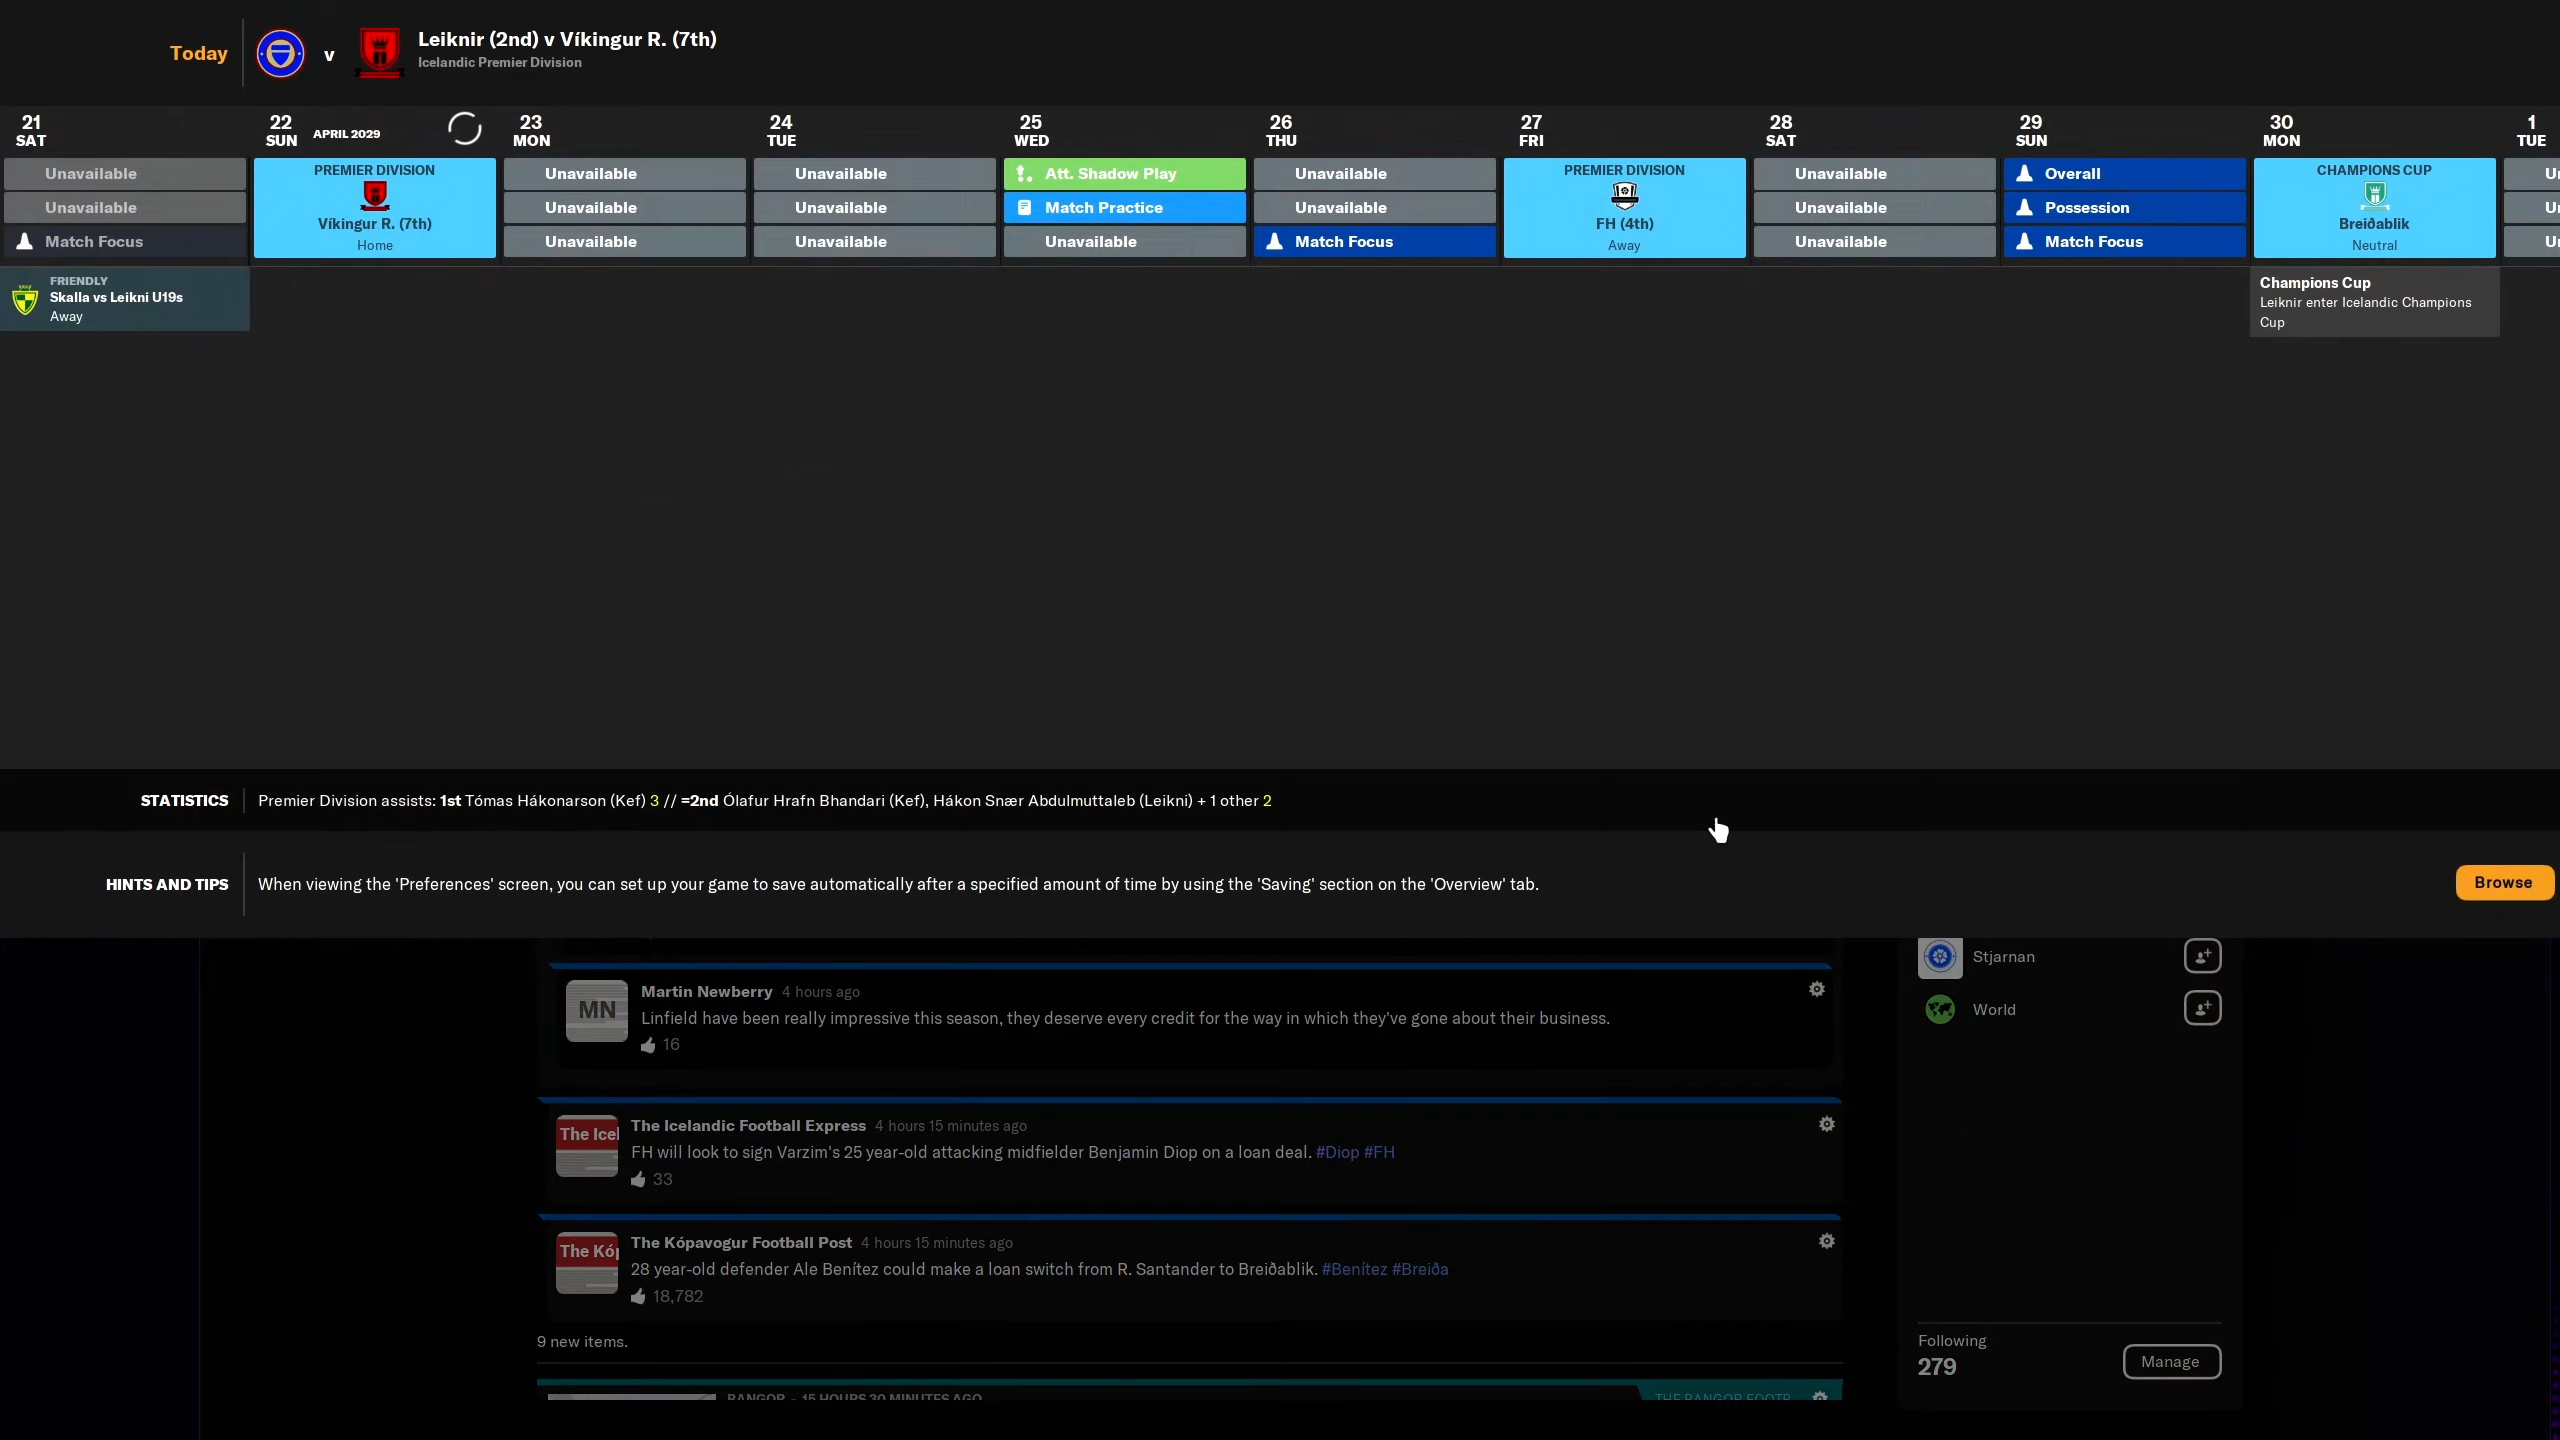 Today
v
Leiknir (2nd) v Víkingur R. (7th)
Icelandic Premier Division
21
SAT
22
SUN
APRIL 2029
23
MON
24
TUE
25
WED
26
THU
27
FRI
28
SAT
29
SUN
30
MON
1
TUE
Unavailable
Unavailable
Match Focus
PREMIER DIVISION
Víkingur R. (7th)
Home
Unavailable
Unavailable
Unavailable
Unavailable
Unavailable
Unavailable
Att. Shadow Play
Match Practice
Unavailable
Unavailable
Unavailable
Match Focus
PREMIER DIVISION
FH (4th)
Away
Unavailable
Unavailable
Unavailable
Overall
Possession
Match Focus
CHAMPIONS CUP
Breiðablik
Neutral
FRIENDLY
Skalla vs Leikni U19s
Away
Champions Cup
Leiknir enter Icelandic Champions
Cup
STATISTICS
Premier Division assists: 1st Tómas Hákonarson (Kef) 3 // =2nd Ólafur Hrafn Bhandari (Kef), Hákon Snær Abdulmuttaleb (Leikni) + 1 other 2
HINTS AND TIPS
When viewing the 'Preferences' screen, you can set up your game to save automatically after a specified amount of time by using the 'Saving' section on the 'Overview' tab.
Browse
Stjarnan
World
MN
Martin Newberry 4 hours ago
Linfield have been really impressive this season, they deserve every credit for the way in which they've gone about their business.
16
The Icel
The Icelandic Football Express 4 hours 15 minutes ago
FH will look to sign Varzim's 25 year-old attacking midfielder Benjamin Diop on a loan deal. #Diop #FH
33
The Kóp
The Kópavogur Football Post 4 hours 15 minutes ago
28 year-old defender Ale Benítez could make a loan switch from R. Santander to Breiðablik. #Benítez #Breiða
18,782
9 new items.
Following
279
Manage
BANGOR - 15 HOURS 30 MINUTES AGO
THE BANGOR FOOTB